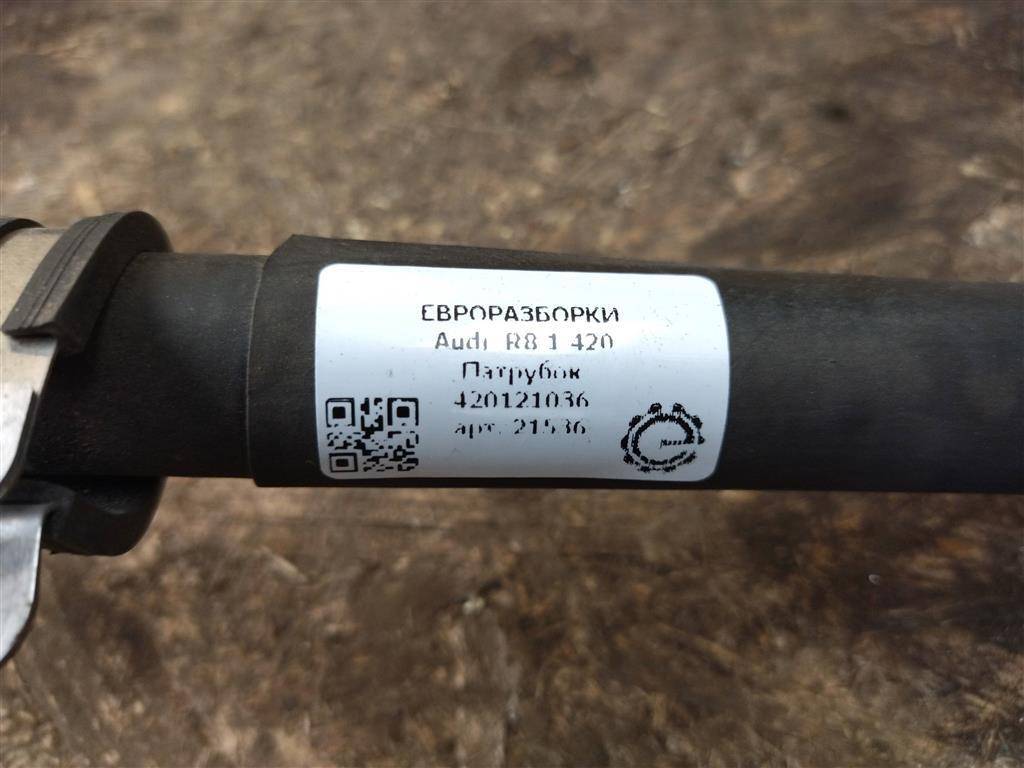 ЕВРОРАЗБОРКИ
Audi R8 1 420
Патрубок
420121036
арт. 21536